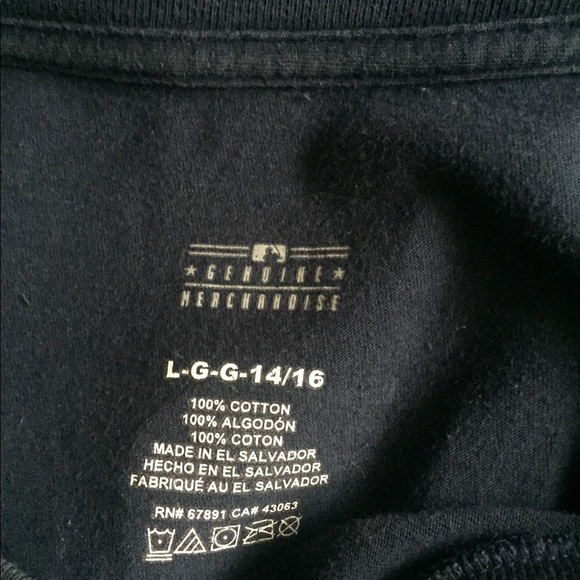 GENUINE
MERCHANDISE
L-G-G-14/16
100% COTTON
100% ALGODÓN
100% COTON
MADE IN EL SALVADOR
HECHO EN EL SALVADOR
FABRIQUÉ AU EL SALVADOR
RN# 67891 CA# 43063